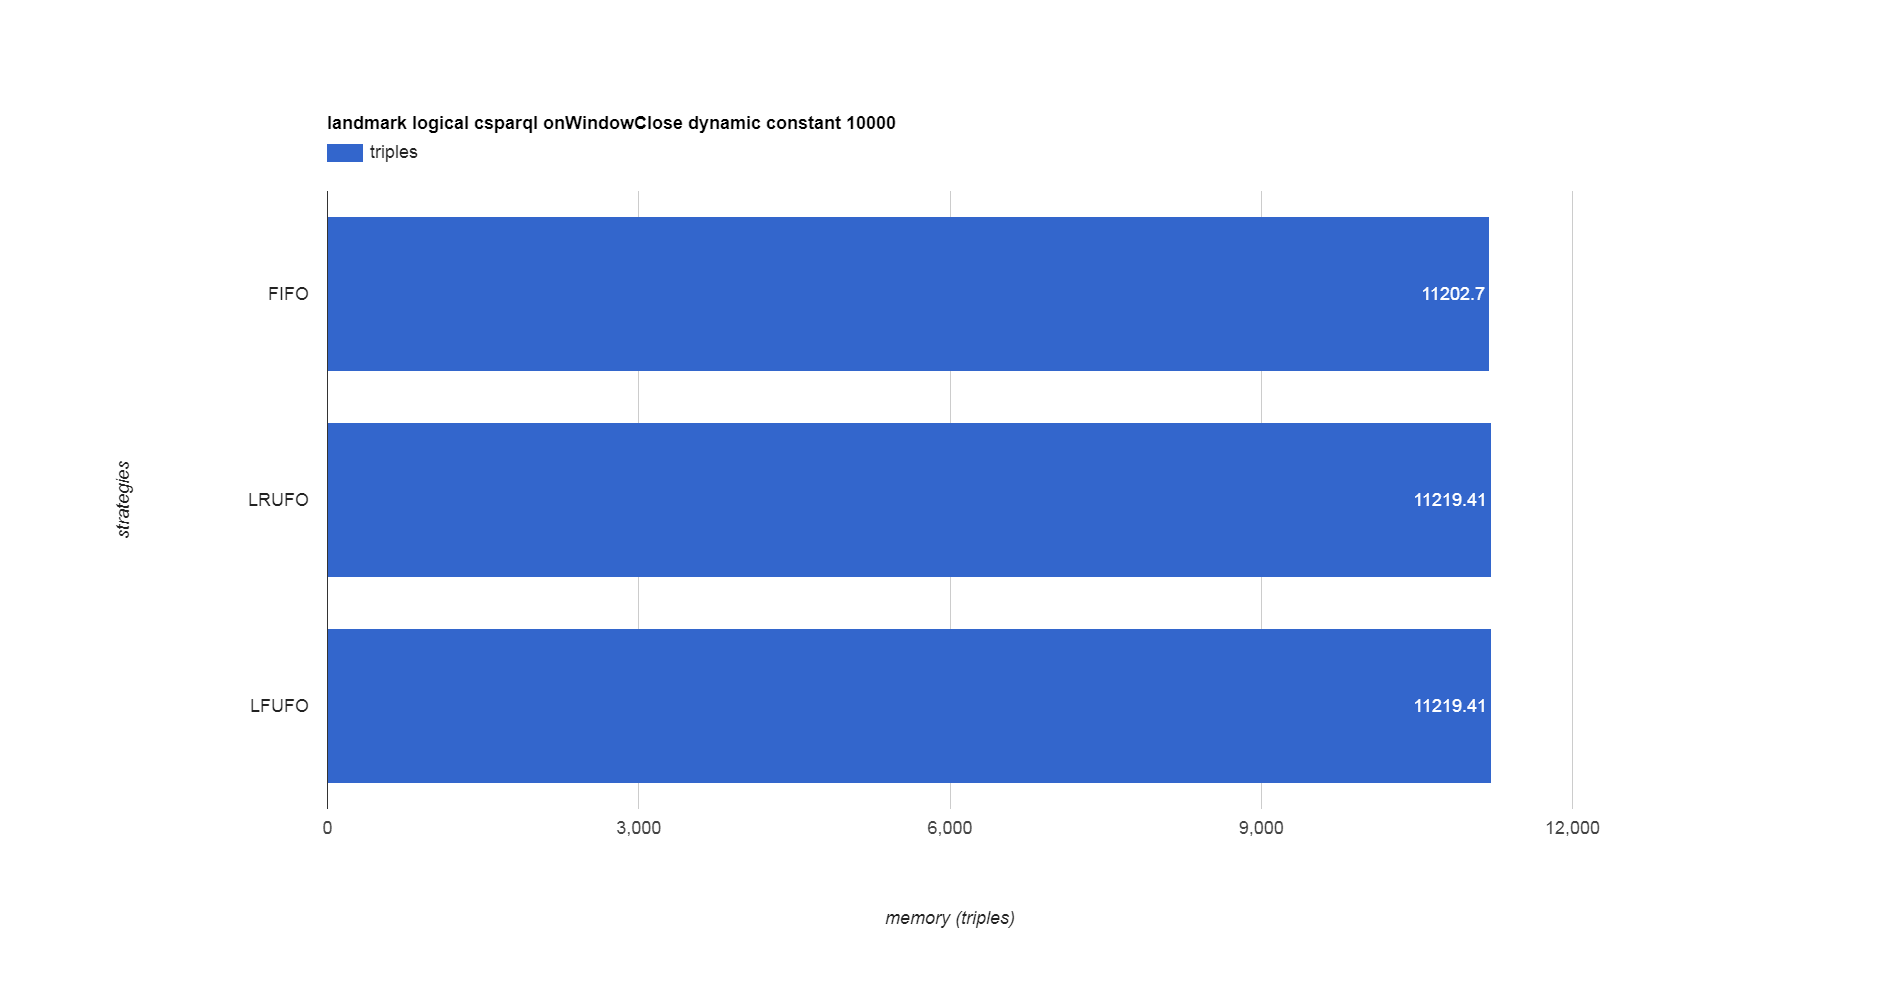 landmark logical csparql onWindowClose dynamic constant 10000
triples
FIFO
11202.7
LRUFO
11219.41
LFUFO
11219.41
strategies
0
3,000
6,000
9,000
12,000
memory (triples)